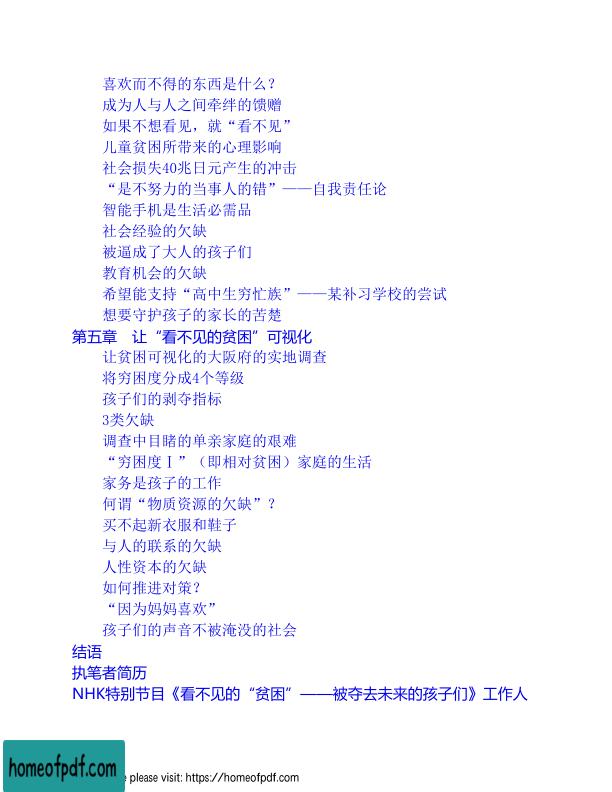 喜欢而不得的东西是什么？
成为人与人之间牵绊的馈赠
如果不想看见，就“看不见”
儿童贫困所带来的心理影响
社会损失40兆日元产生的冲击
“是不努力的当事人的错”——自我责任论
智能手机是生活必需品
社会经验的欠缺
被逼成了大人的孩子们
教育机会的欠缺
希望能支持“高中生穷忙族”——某补习学校的尝试
想要守护孩子的家长的苦楚
第五章　让“看不见的贫困”可视化
让贫困可视化的大阪府的实地调查
将穷困度分成4个等级
孩子们的剥夺指标
3类欠缺
调查中目睹的单亲家庭的艰难
“穷困度Ⅰ”（即相对贫困）家庭的生活
家务是孩子的工作
何谓“物质资源的欠缺”？
买不起新衣服和鞋子
与人的联系的欠缺
人性资本的欠缺
如何推进对策？
“因为妈妈喜欢”
孩子们的声音不被淹没的社会
结语
执笔者简历
NHK特别节目《看不见的“贫困”——被夺去未来的孩子们》工作人
homeofpdf.com
e please visit: https://homeofpdf.com